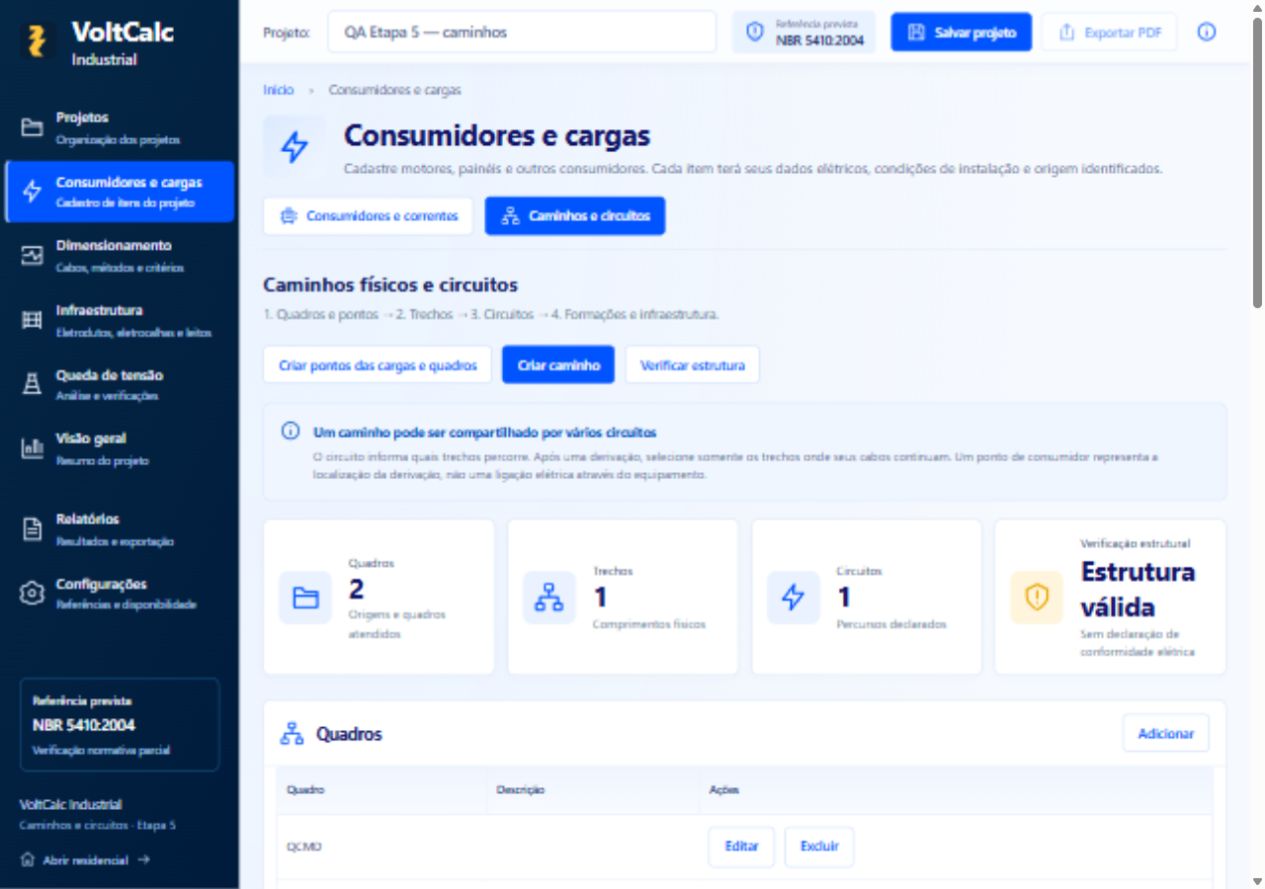 VoltCalc
Industrial
Projetos
Organização dos projetos
Consumidores e cargas
Cadastro de itens do projeto
Dimensionamento
Cabos, métodos e critérios
Infraestrutura
Eletrodutos, eletrocalhas e leitos
Queda de tensão
Análise e verificações
Visão geral
Resumo do projeto
Relatórios
Resultados e exportação
Configurações
Referências e disponibilidade
Referência prevista
NBR 5410:2004
Verificação normativa parcial
VoltCalc Industrial
Caminhos e circuitos · Etapa 5
Abrir residencial →
Projeto:
QA Etapa 5 — caminhos
Referência prevista
NBR 5410:2004
Salvar projeto
Exportar PDF
Início › Consumidores e cargas
Consumidores e cargas
Cadastre motores, painéis e outros consumidores. Cada item terá seus dados elétricos, condições de instalação e origem identificados.
Consumidores e correntes
Caminhos e circuitos
Caminhos físicos e circuitos
1. Quadros e pontos → 2. Trechos → 3. Circuitos → 4. Formações e infraestrutura.
Criar pontos das cargas e quadros
Criar caminho
Verificar estrutura
Um caminho pode ser compartilhado por vários circuitos
O circuito informa quais trechos percorre. Após uma derivação, selecione somente os trechos onde seus cabos continuam. Um ponto de consumidor representa a
localização da derivação, não uma ligação elétrica através do equipamento.
Quadros
2
Origens e quadros
atendidos
Trechos
1
Comprimentos físicos
Circuitos
1
Percursos declarados
Verificação estrutural
Estrutura
válida
Sem declaração de
conformidade elétrica
Quadros
Adicionar
Quadro
Descrição
Ações
QCMD
Editar
Excluir